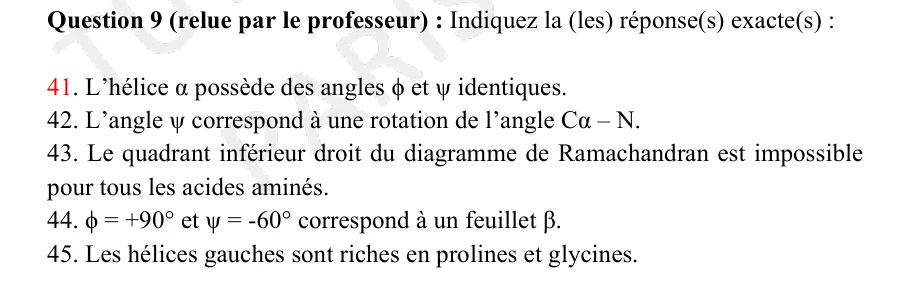 Question 9 (relue par le professeur) : Indiquez la (les) réponse(s) exacte(s) :
41. L’hélice α possède des angles ϕ et ψ identiques.
42. L’angle ψ correspond à une rotation de l’angle Cα – N.
43. Le quadrant inférieur droit du diagramme de Ramachandran est impossible
pour tous les acides aminés.
44. ϕ = +90° et ψ = -60° correspond à un feuillet β.
45. Les hélices gauches sont riches en prolines et glycines.